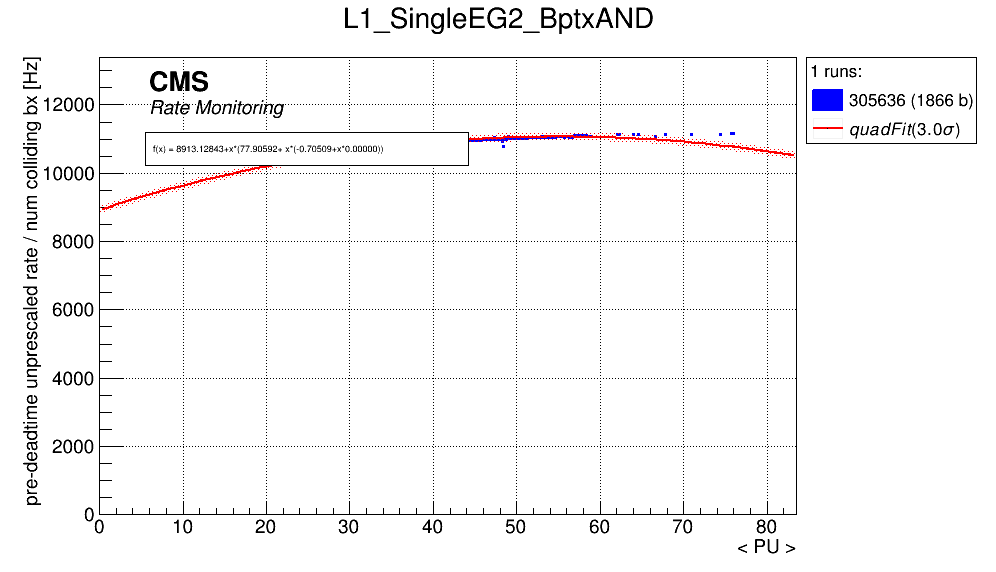 L1_SingleEG2_BptxAND
pre-deadtime unprescaled rate / num colliding bx [Hz]
CMS
Rate Monitoring
f(x) = 8913.12843+x*(77.90592+ x*(-0.70509+x*0.00000))
12000
10000
8000
6000
4000
2000
0
0 10 20 30 40 50 60 70 80
< PU >
1 runs:
305636 (1866 b)
quadFit(3.0σ)